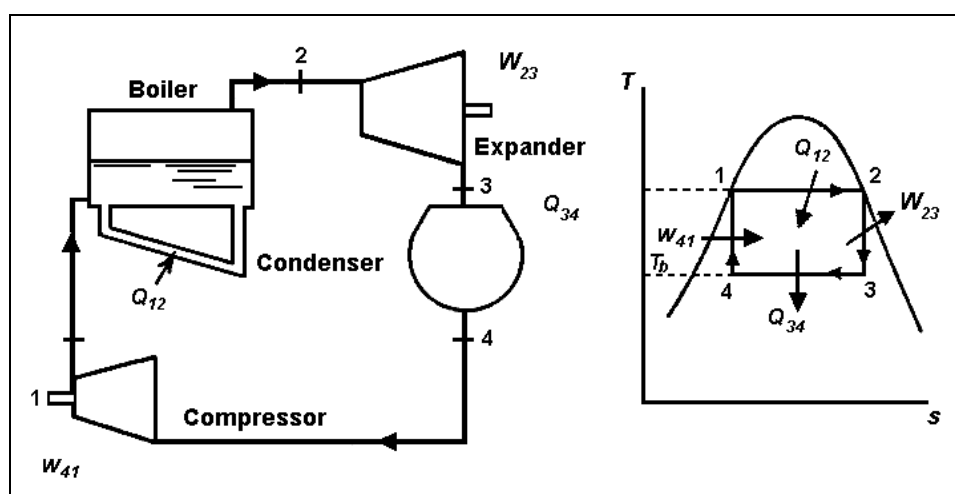 2
W23
Boiler
Expander
3
Q34
Condenser
Q12
4
1
Compressor
W41
T
Q12
1
2
W23
W41
Tb
4
3
Q34
s